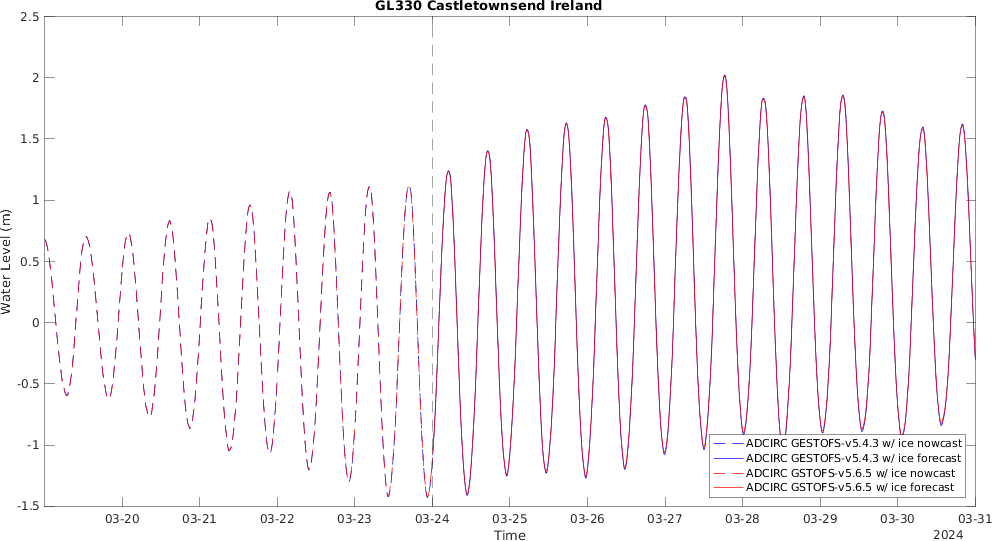 GL330 Castletownsend Ireland
2.5
2
1.5
1
0.5
0
-0.5
-1
-1.5
Water Level (m)
ADCIRC GESTOFS-v5.4.3 w/ ice nowcast
ADCIRC GESTOFS-v5.4.3 w/ ice forecast
ADCIRC GSTOFS-v5.6.5 w/ ice nowcast
ADCIRC GSTOFS-v5.6.5 w/ ice forecast
03-20 03-21 03-22 03-23 03-24 03-25 03-26 03-27 03-28 03-29 03-30 03-31
Time
2024